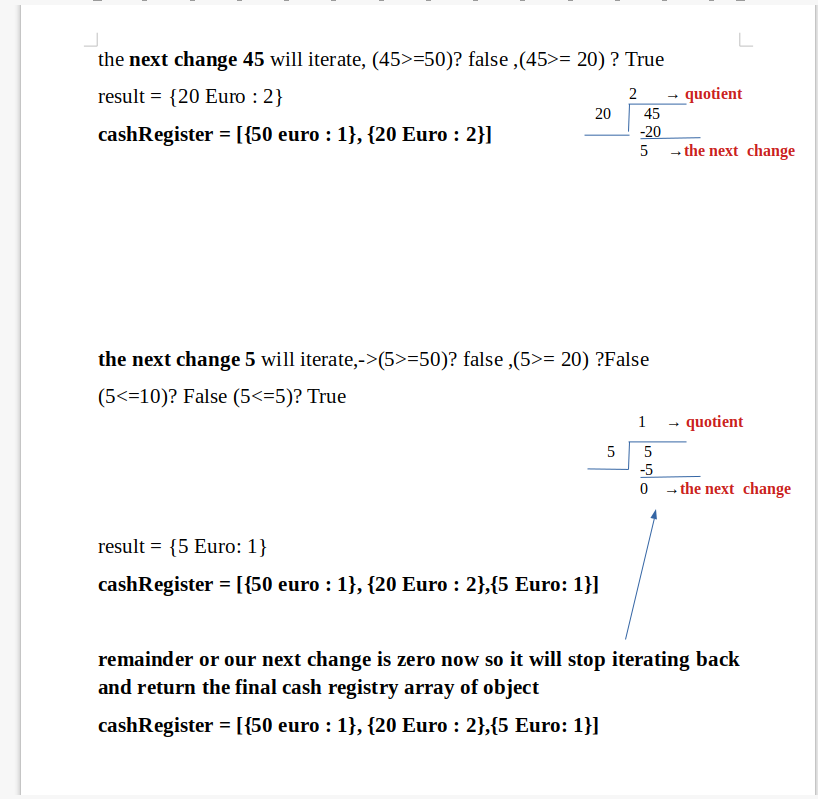 the next change 45 will iterate, (45>=50)? false ,(45>= 20) ? True
result = {20 Euro : 2}
2 → quotient
20 45
cashRegister = [{50 euro : 1}, {20 Euro : 2}]
-20
5 →the next change
the next change 5 will iterate,->(5>=50)? false ,(5>= 20) ?False
(5<=10)? False (5<=5)? True
1 → quotient
5 5
-5
0 →the next change
result = {5 Euro: 1}
cashRegister = [{50 euro : 1}, {20 Euro : 2},{5 Euro: 1}]
remainder or our next change is zero now so it will stop iterating back
and return the final cash registry array of object
cashRegister = [{50 euro : 1}, {20 Euro : 2},{5 Euro: 1}]